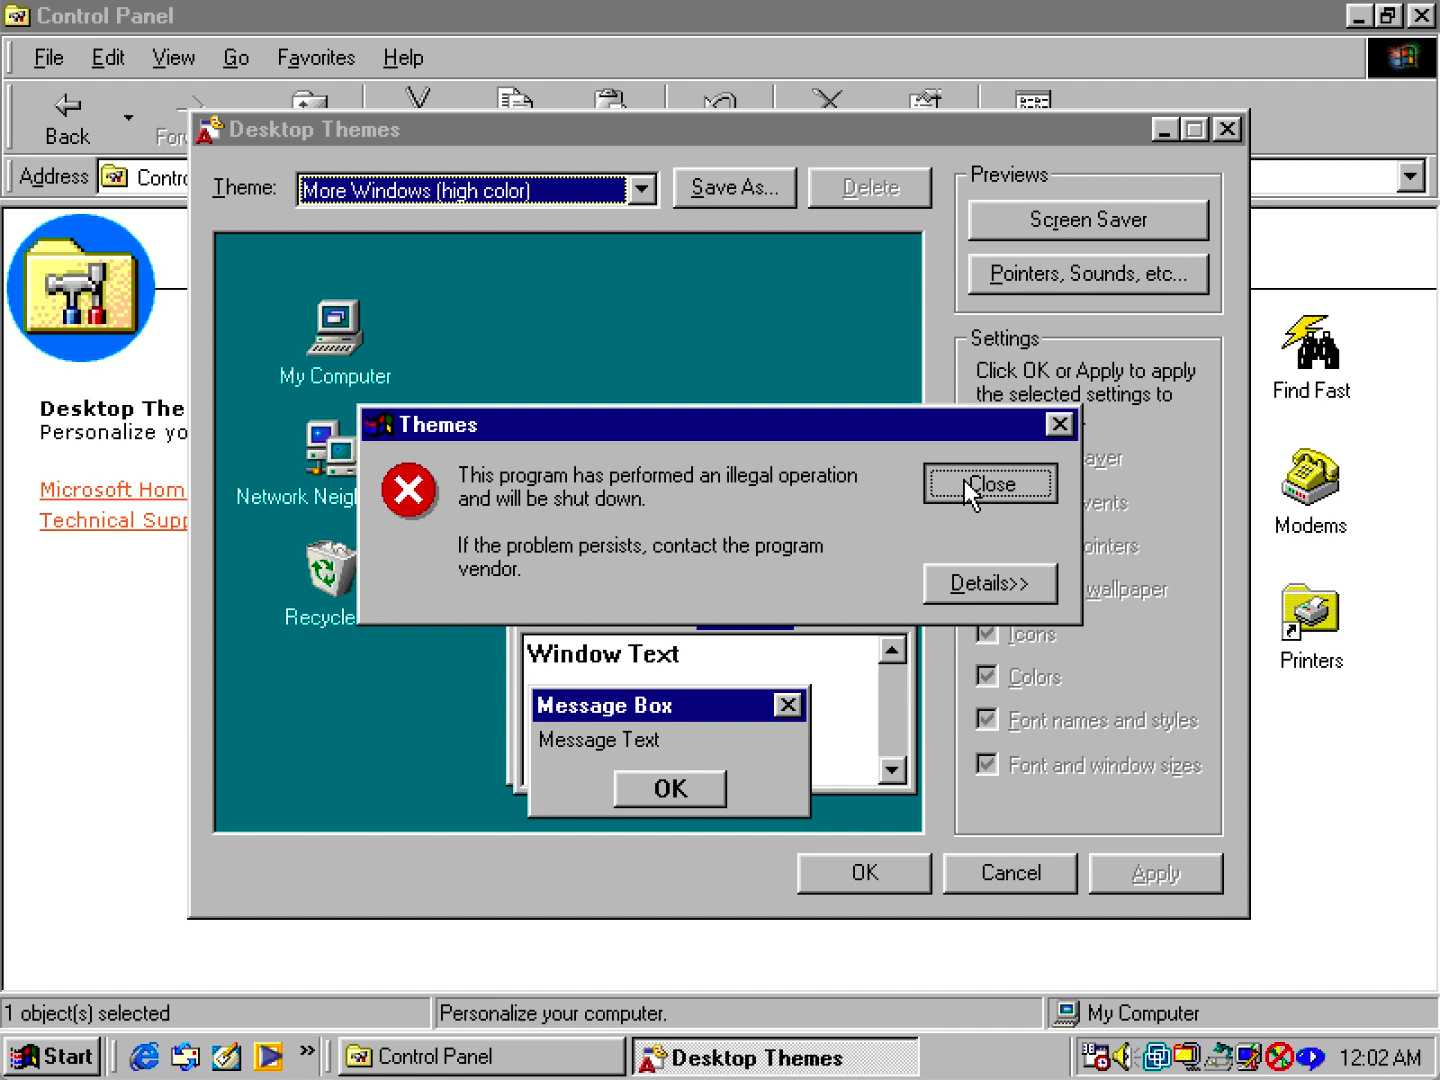 Control Panel
File Edit View Go Favorites Help
Back
Address
Desktop Themes
Theme: More Windows (high color) Save As... Delete
Previews
Screen Saver
Pointers, Sounds, etc...
Settings
Click OK or Apply to apply
the selected settings to
My Computer
Desktop The
Personalize yo
Microsoft Hom
Technical Supp
Find Fast
Modems
Printers
Network Neig
Recycle
Themes
This program has performed an illegal operation
and will be shut down.
If the problem persists, contact the program
vendor.
Close
Details>>
wallpaper
Icons
Colors
Font names and styles
Font and window sizes
Window Text
Message Box
Message Text
OK
OK Cancel Apply
1 object(s) selected Personalize your computer. My Computer
Start Control Panel Desktop Themes 12:02 AM